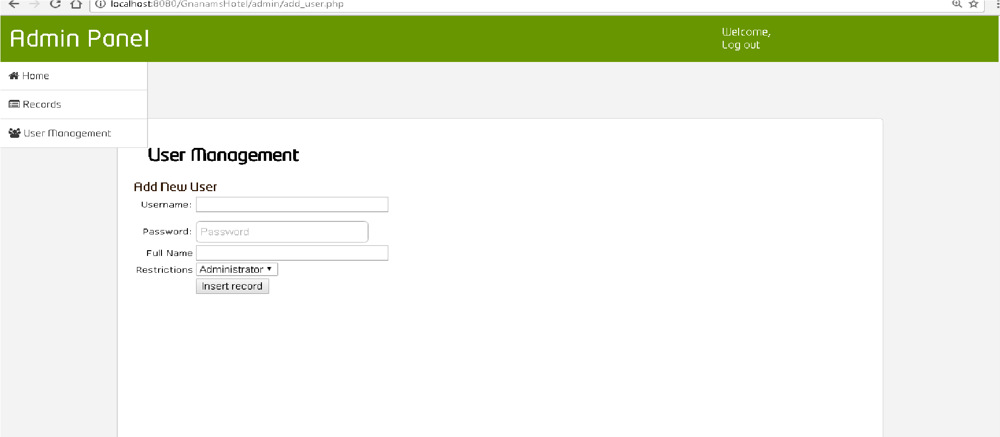 localhost:8080/GnanamsHotel/admin/add_user.php
Admin Panel
Welcome,
Log out
Home
Records
User Management
User Management
Add New User
Username:
Password: Password
Full Name
Restrictions Administrator
Insert record